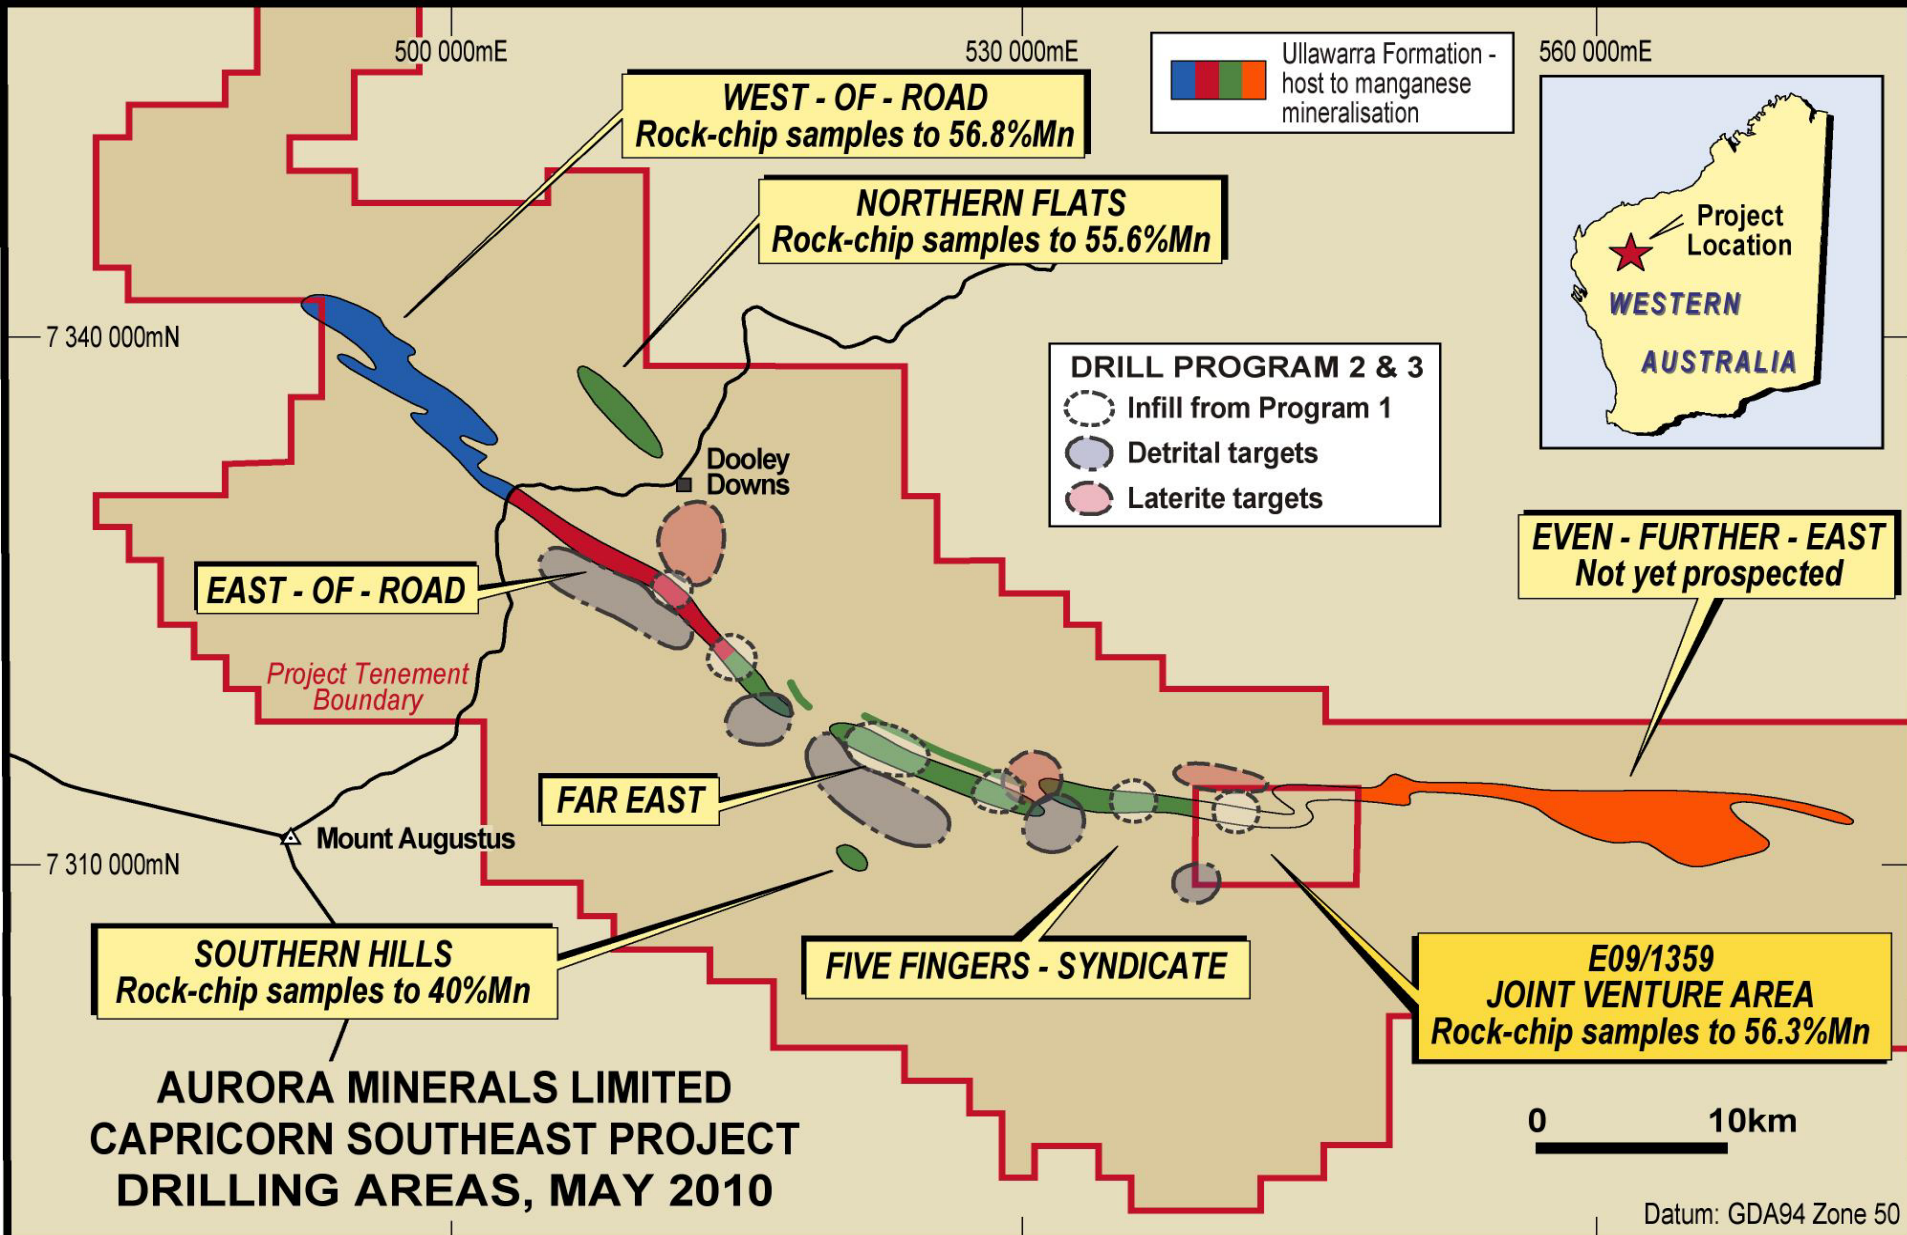 500 000mE
530 000mE
560 000mE
Ullawarra Formation -
host to manganese
mineralisation
WEST - OF - ROAD
Rock-chip samples to 56.8%Mn
NORTHERN FLATS
Rock-chip samples to 55.6%Mn
Project
Location
WESTERN
AUSTRALIA
7 340 000mN
DRILL PROGRAM 2 & 3
Infill from Program 1
Detrital targets
Laterite targets
Dooley
Downs
EVEN - FURTHER - EAST
Not yet prospected
EAST - OF - ROAD
Project Tenement
Boundary
FAR EAST
Mount Augustus
7 310 000mN
SOUTHERN HILLS
Rock-chip samples to 40%Mn
FIVE FINGERS - SYNDICATE
E09/1359
JOINT VENTURE AREA
Rock-chip samples to 56.3%Mn
AURORA MINERALS LIMITED
CAPRICORN SOUTHEAST PROJECT
DRILLING AREAS, MAY 2010
0 10km
Datum: GDA94 Zone 50